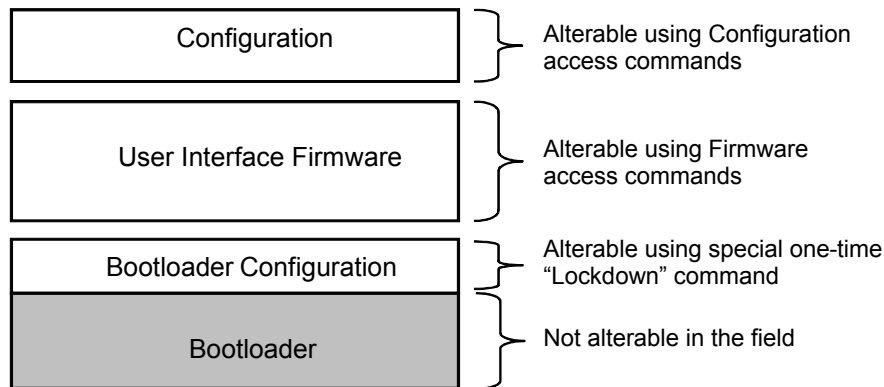 Configuration
Alterable using Configuration
access commands
User Interface Firmware
Alterable using Firmware
access commands
Bootloader Configuration
Alterable using special one-time
“Lockdown” command
Bootloader
Not alterable in the field